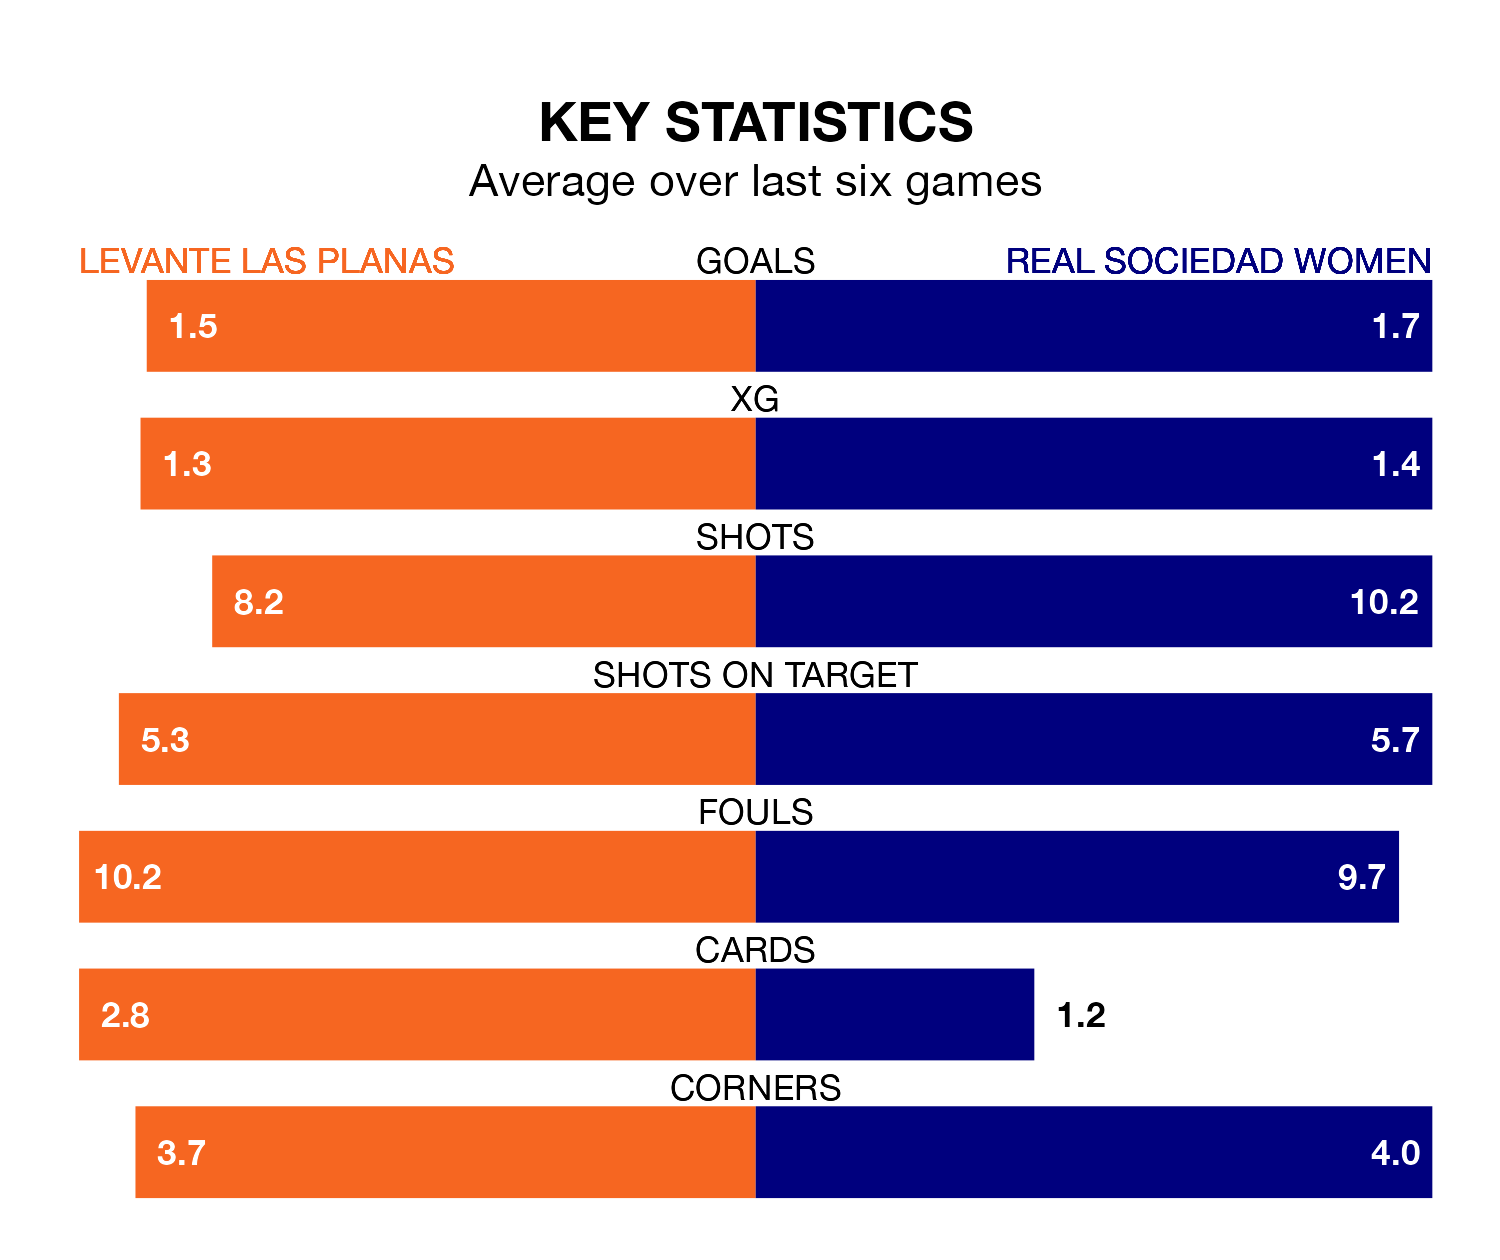 KEY STATISTICS
Average over last six games
LEVANTE LAS PLANAS GOALS REAL SOCIEDAD WOMEN
1.5 1.7
XG
1.3 1.4
SHOTS
8.2 10.2
SHOTS ON TARGET
5.3 5.7
FOULS
10.2 9.7
CARDS
2.8 1.2
CORNERS
3.7 4.0